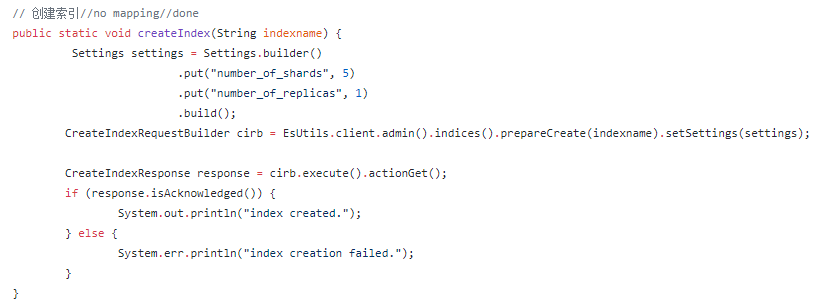 // 创建索引//no mapping//done
public static void createIndex(String indexname) {
Settings settings = Settings.builder()
.put("number_of_shards", 5)
.put("number_of_replicas", 1)
.build();
CreateIndexRequestBuilder cirb = EsUtils.client.admin().indices().prepareCreate(indexname).setSettings(settings);
CreateIndexResponse response = cirb.execute().actionGet();
if (response.isAcknowledged()) {
System.out.println("index created.");
} else {
System.err.println("index creation failed.");
}
}